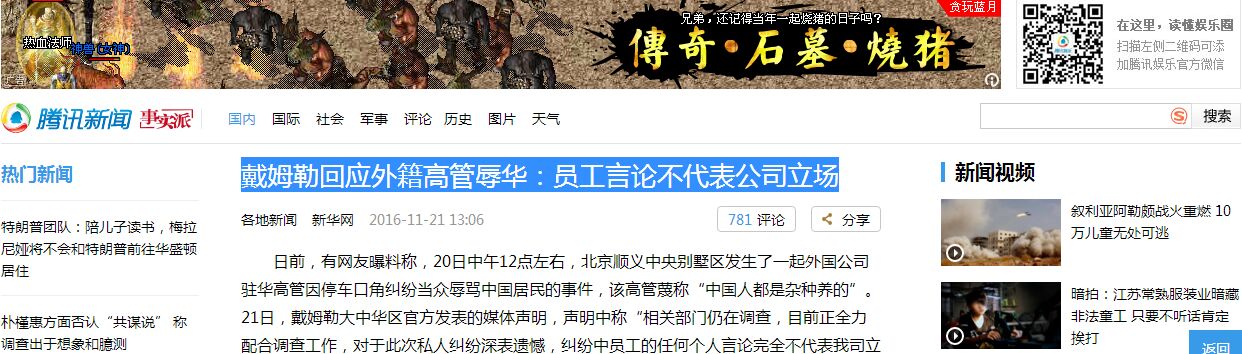 兄弟，还记得当年一起烧猪的日子吗？
贪玩蓝月
热血法师
神兽(女神)
傳奇·石墓·燒猪
在这里，读懂娱乐圈
扫描左侧二维码可添
加腾讯娱乐官方微信
腾讯新闻 事实派
国内 国际 社会 军事 评论 历史 图片 天气
搜索
热门新闻
特朗普团队：陪儿子读书，梅拉
尼娅将不会和特朗普前往华盛顿
居住
朴槿惠方面否认“共谋说” 称
调查出于想象和臆测
戴姆勒回应外籍高管辱华：员工言论不代表公司立场
各地新闻 新华网 2016-11-21 13:06
781 评论
分享
日前，有网友曝料称，20日中午12点左右，北京顺义中央别墅区发生了一起外国公司
驻华高管因停车口角纠纷当众辱骂中国居民的事件，该高管蔑称“中国人都是杂种养的”。
21日，戴姆勒大中华区官方发表的媒体声明，声明中称“相关部门仍在调查，目前正全力
配合调查工作，对于此次私人纠纷深表遗憾，纠纷中员工的任何个人言论完全不代表我司立
新闻视频
叙利亚阿勒颇战火重燃 10
万儿童无处可逃
暗拍：江苏常熟服装业暗藏
非法童工 只要不听话肯定
挨打
返回